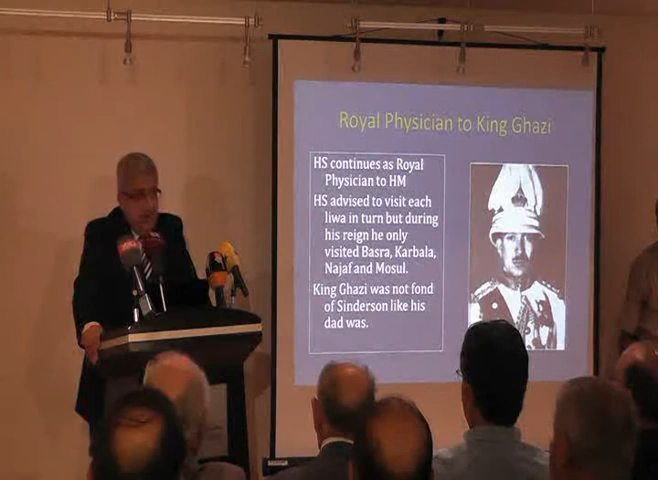 Royal Physician to King Ghazi
HS continues as Royal
Physician to HM
HS advised to visit each
liwa in turn but during
his reign he only
visited Basra, Karbala,
Najaf and Mosul.
King Ghazi was not fond
of Sinderson like his
dad was.